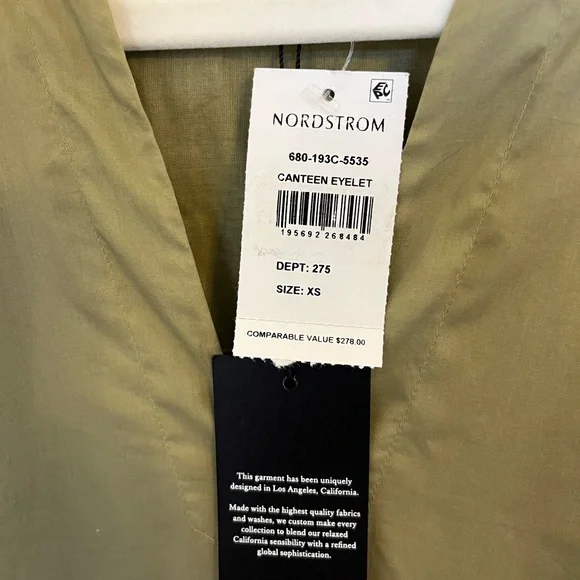 NORDSTROM
680-193C-5535
CANTEEN EYELET
195692 268484
DEPT: 275
SIZE: XS
COMPARABLE VALUE $278.00
This garment has been uniquely
designed in Los Angeles, California.
Made with the highest quality fabrics
and washes, we custom make every
collection to blend our relaxed
California sensibility with a refined
global sophistication.